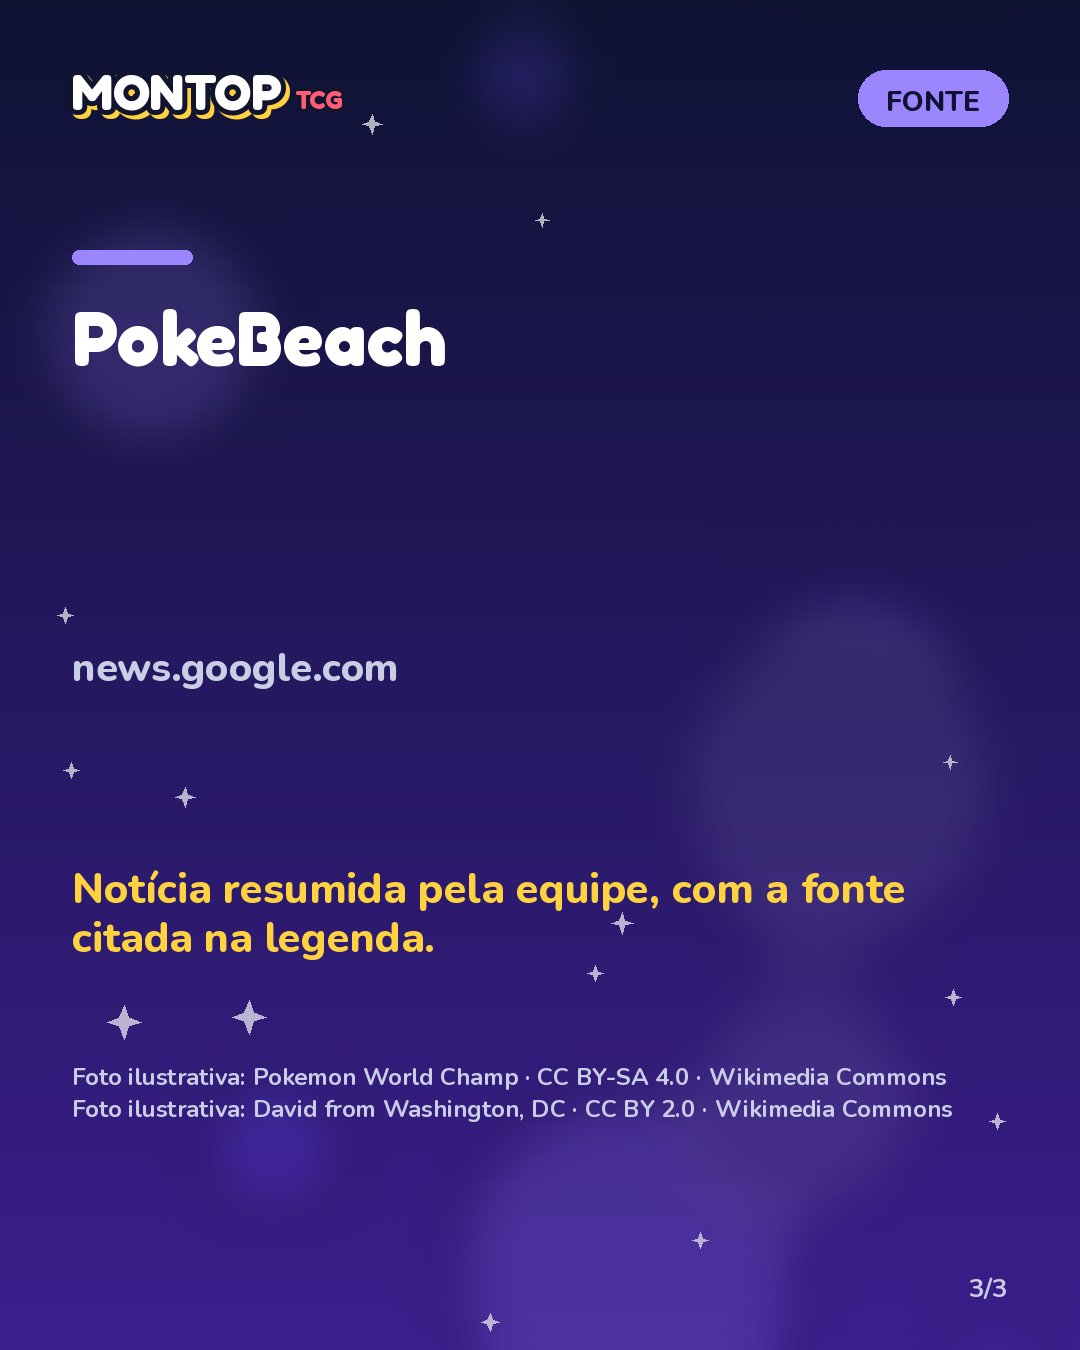 MONTOP TCG
FONTE
PokeBeach
news.google.com
Notícia resumida pela equipe, com a fonte
citada na legenda.
Foto ilustrativa: Pokemon World Champ · CC BY-SA 4.0 · Wikimedia Commons
Foto ilustrativa: David from Washington, DC · CC BY 2.0 · Wikimedia Commons
3/3